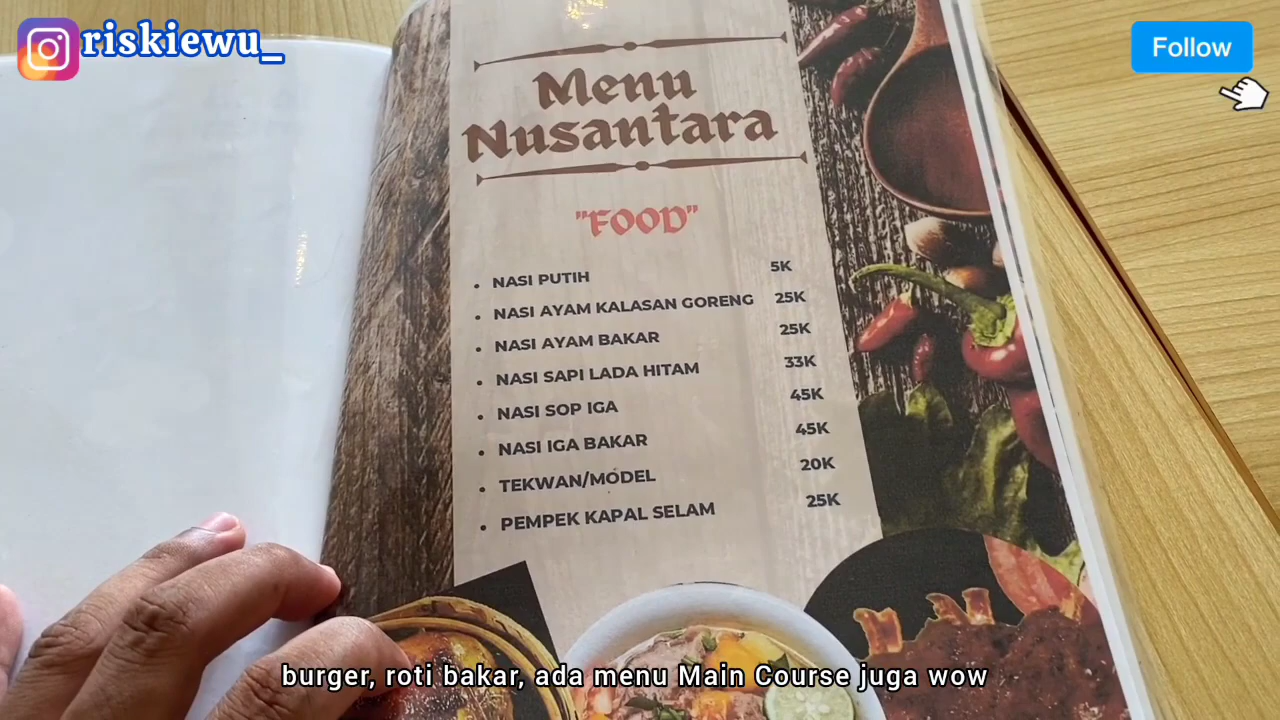 riskiewu_
Follow
Menu
Nusantara
"FOOD"
• NASI PUTIH 5K
• NASI AYAM KALASAN GORENG 25K
• NASI AYAM BAKAR 25K
• NASI SAPI LADA HITAM 33K
• NASI SOP IGA 45K
• NASI IGA BAKAR 45K
• TEKWAN/MODEL 20K
• PEMPEK KAPAL SELAM 25K
burger, roti bakar, ada menu Main Course juga wow